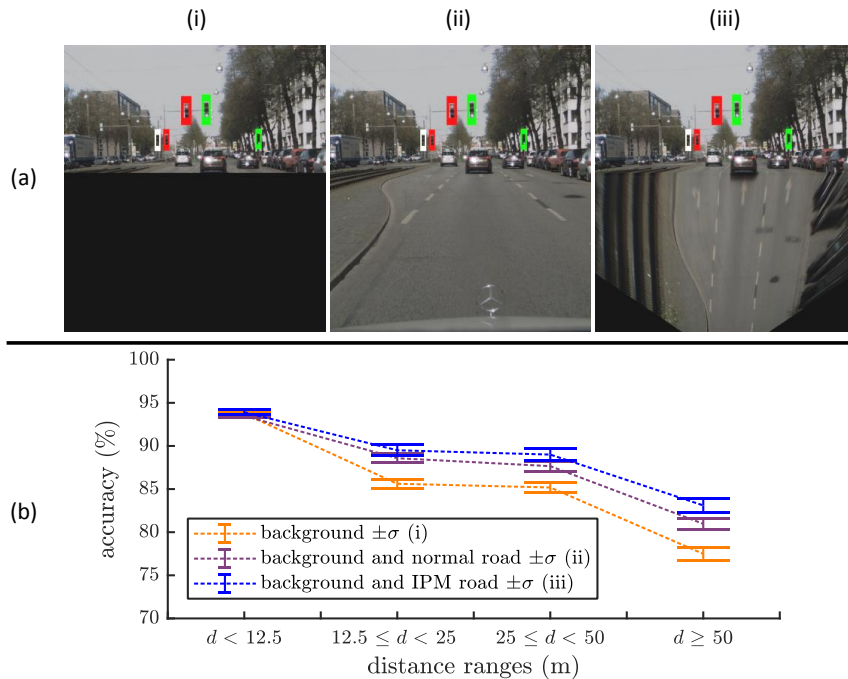 (i) (ii) (iii)
(a)
(b)
100
95
90
85
80
75
70
accuracy (%)
background ±σ (i)
background and normal road ±σ (ii)
background and IPM road ±σ (iii)
d < 12.5 12.5 ≤ d < 25 25 ≤ d < 50 d ≥ 50
distance ranges (m)